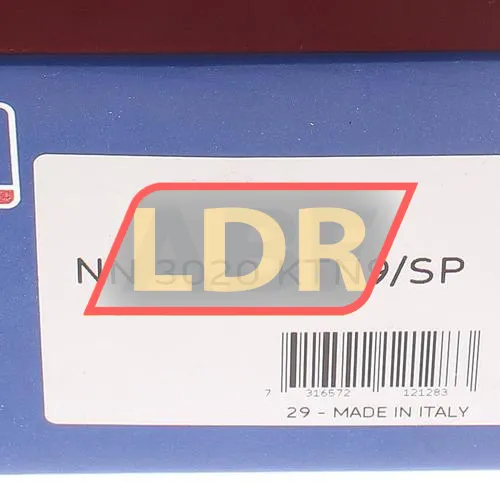 LDR
NN 3020 KTN9/SP
7 316572 121283
29 - MADE IN ITALY